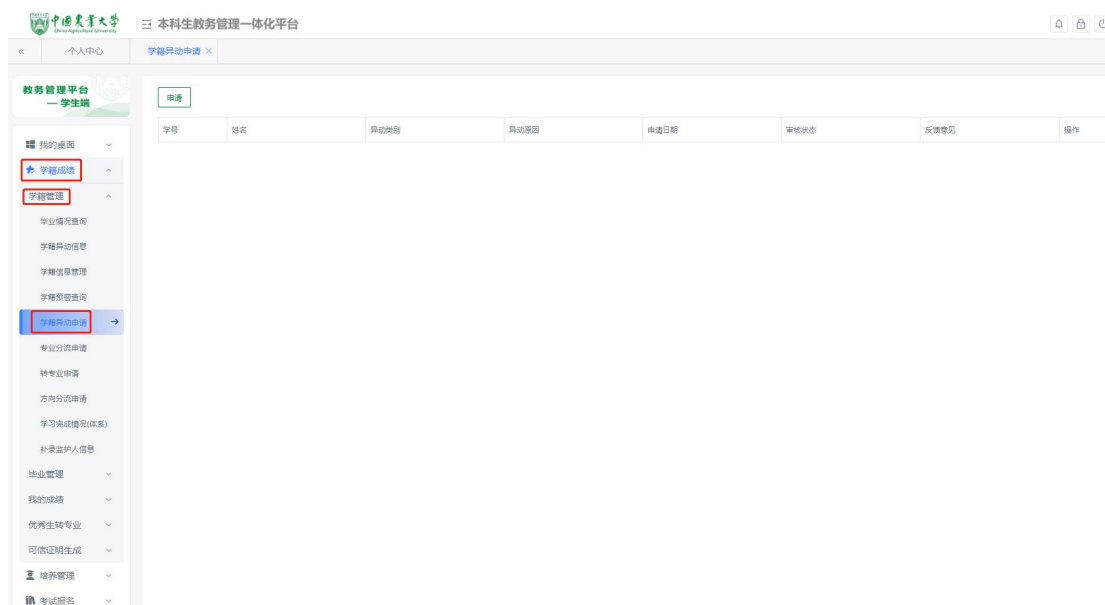 中国农业大学
China Agricultural University
本科生教务管理一体化平台
个人中心
学籍异动申请
教务管理平台
— 学生端
申请
学号 姓名 异动类别 异动原因 申请日期 审核状态 反馈意见 操作
我的桌面
学籍成绩
学籍管理
毕业情况查询
学籍异动信息
学籍信息管理
学籍预警查询
学籍异动申请
专业分流申请
转专业申请
方向分流申请
学习完成情况(体系)
补录监护人信息
毕业管理
我的成绩
优秀生转专业
可信证明生成
培养管理
考试报名